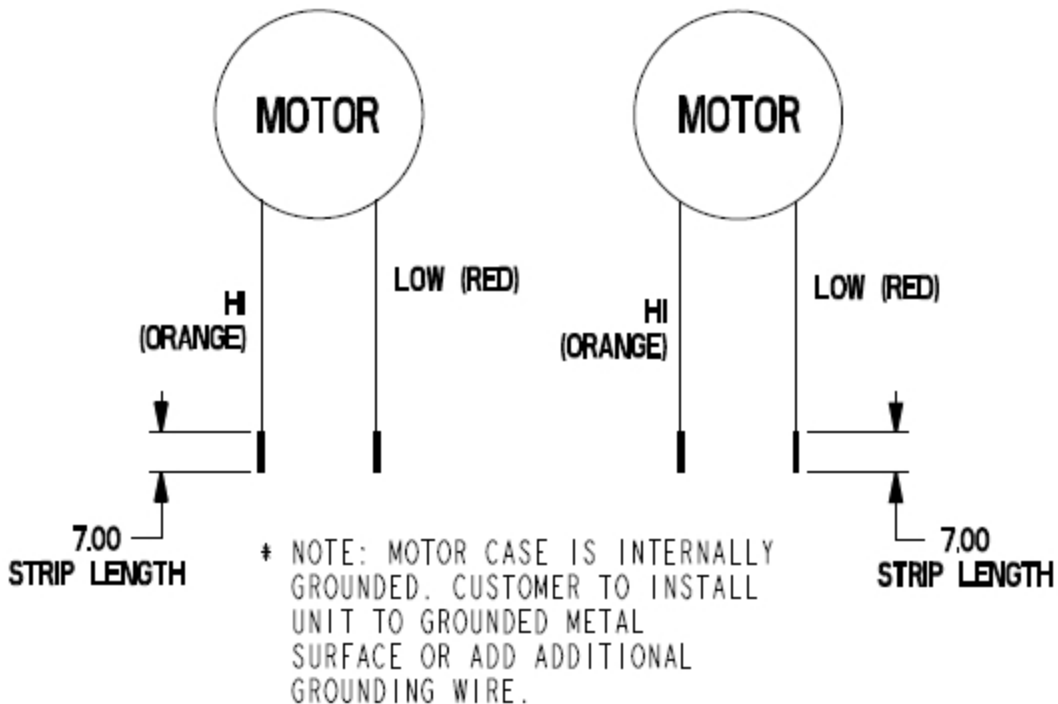 MOTOR
MOTOR
LOW (RED)
LOW (RED)
HI
(ORANGE)
HI
(ORANGE)
7.00
STRIP LENGTH
7.00
STRIP LENGTH
* NOTE: MOTOR CASE IS INTERNALLY
GROUNDED. CUSTOMER TO INSTALL
UNIT TO GROUNDED METAL
SURFACE OR ADD ADDITIONAL
GROUNDING WIRE.